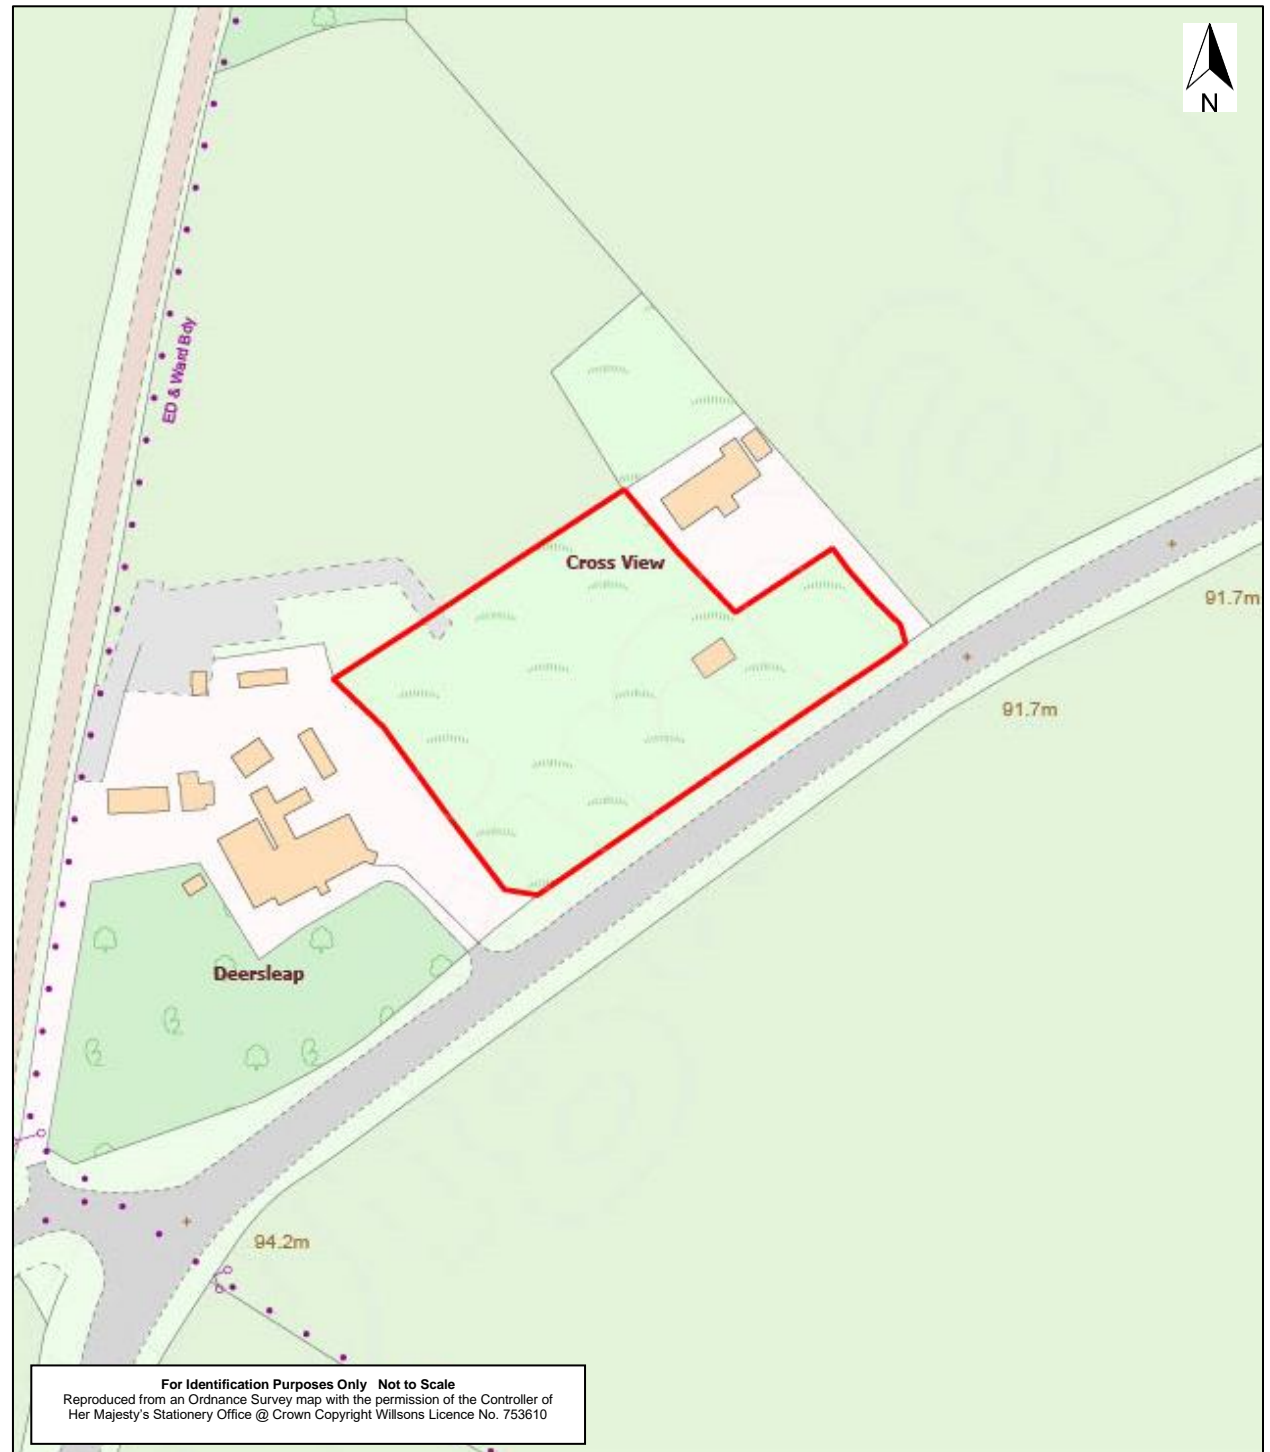 N
ED & Ward Bdy
Cross View
91.7m
91.7m
Deersleap
94.2m
For Identification Purposes Only Not to Scale
Reproduced from an Ordnance Survey map with the permission of the Controller of
Her Majesty's Stationery Office @ Crown Copyright Willsons Licence No. 753610